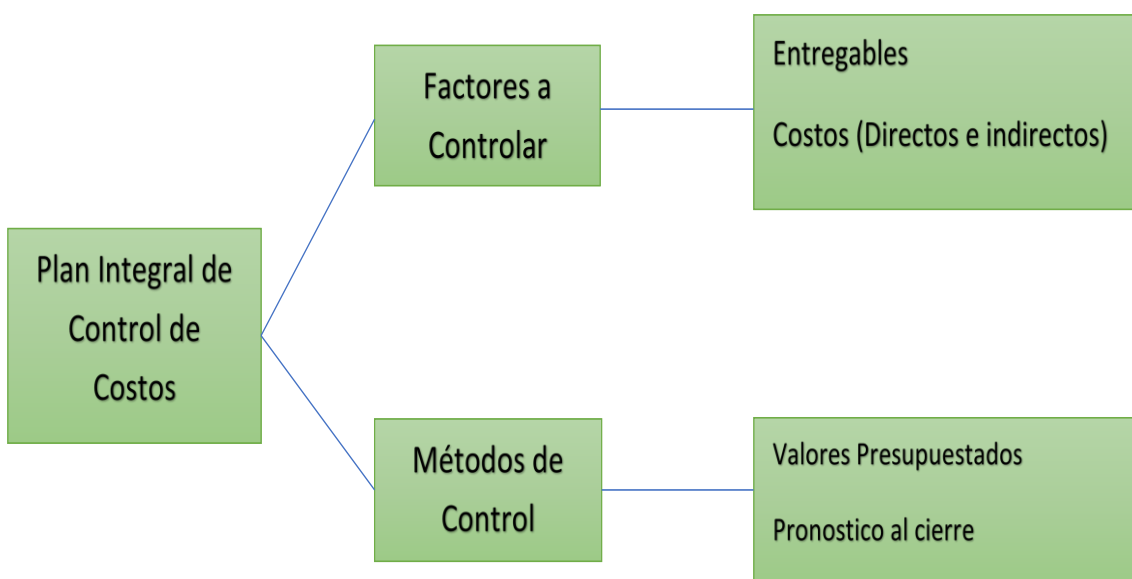 Plan Integral de
Control de
Costos
Factores a
Controlar
Entregables
Costos (Directos e indirectos)
Métodos de
Control
Valores Presupuestados
Pronostico al cierre